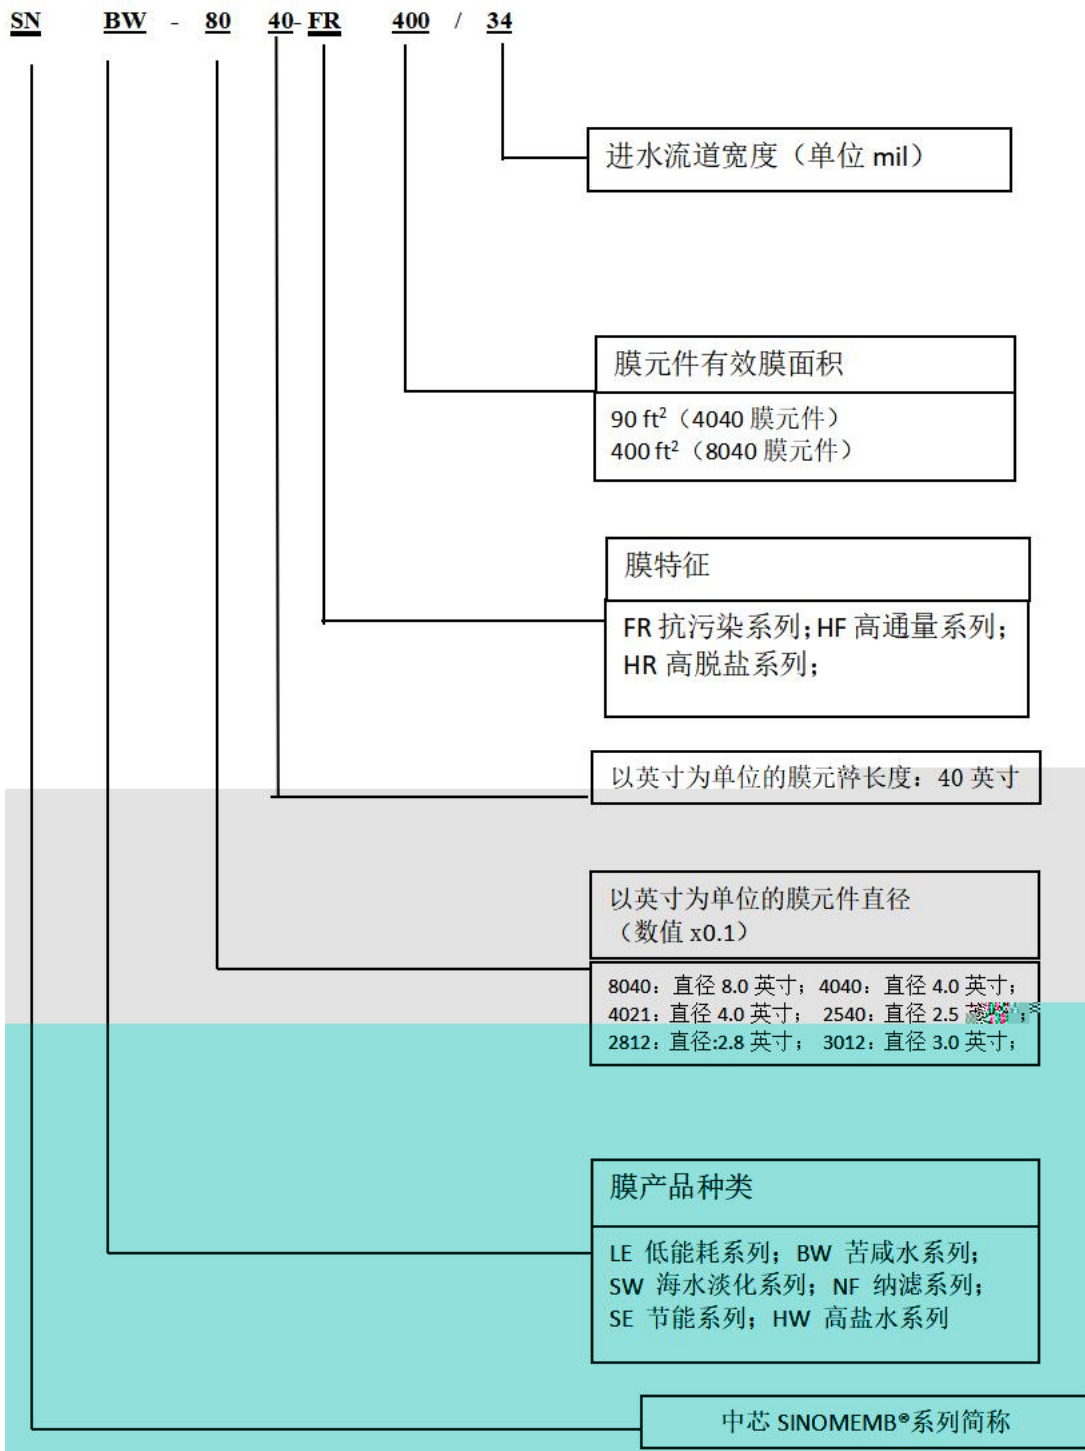 SN BW - 80 40- FR 400 / 34
进水流道宽度（单位 mil）
膜元件有效膜面积
90 ft²（4040 膜元件）
400 ft²（8040 膜元件）
膜特征
FR 抗污染系列；HF 高通量系列；
HR 高脱盐系列；
以英寸为单位的膜元 长度：40 英寸
以英寸为单位的膜元件直径
（数值 x0.1）
8040：直径 8.0 英寸；4040：直径 4.0 英寸；
4021：直径 4.0 英寸； 2540：直径 2.5
2812：直径:2.8 英寸； 3012：直径 3.0 英寸；
膜产品种类
LE 低能耗系列；BW 苦咸水系列；
SW 海水淡化系列；NF 纳滤系列；
SE 节能系列；HW 高盐水系列
中芯 SINOMEMB®系列简称